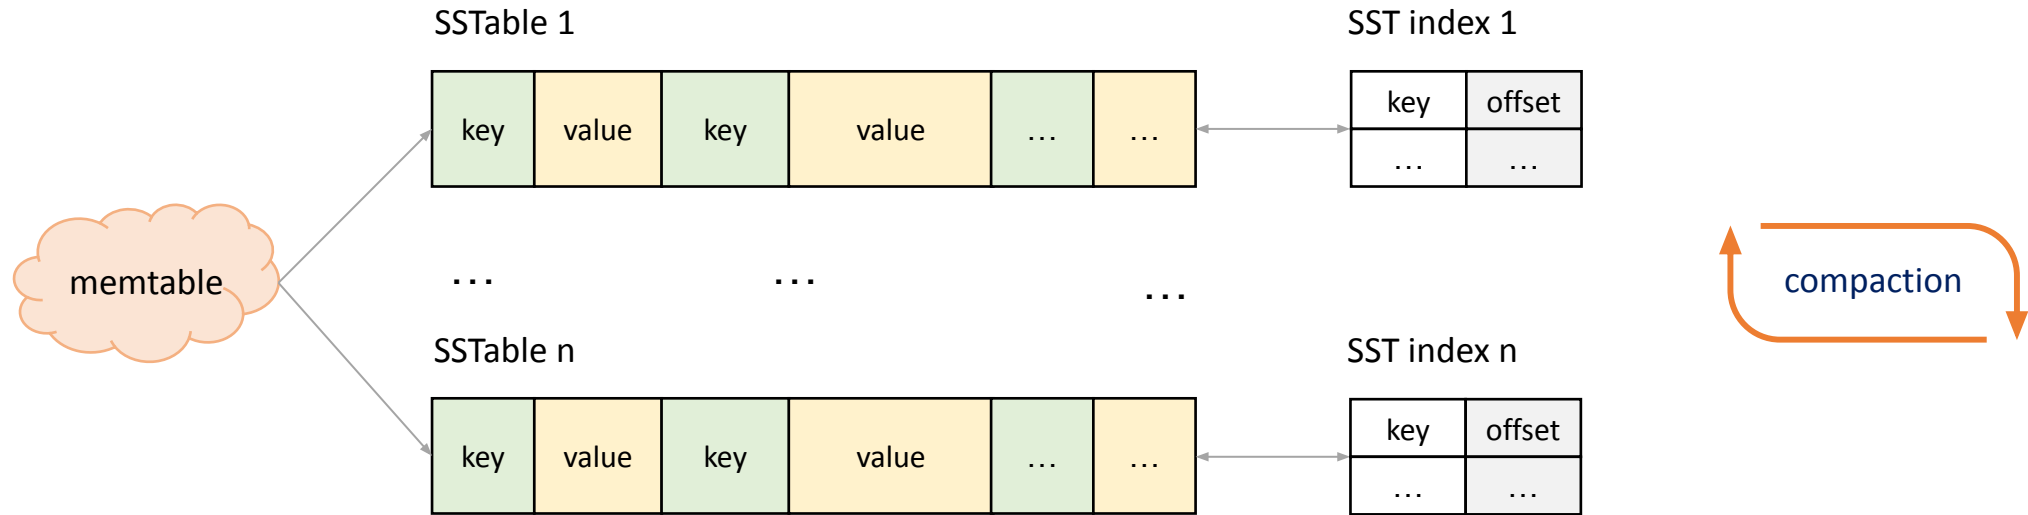 SSTable 1
SST index 1
key value key value ... ...
key offset
... ...
memtable
... ... ...
compaction
SSTable n
SST index n
key value key value ... ...
key offset
... ...